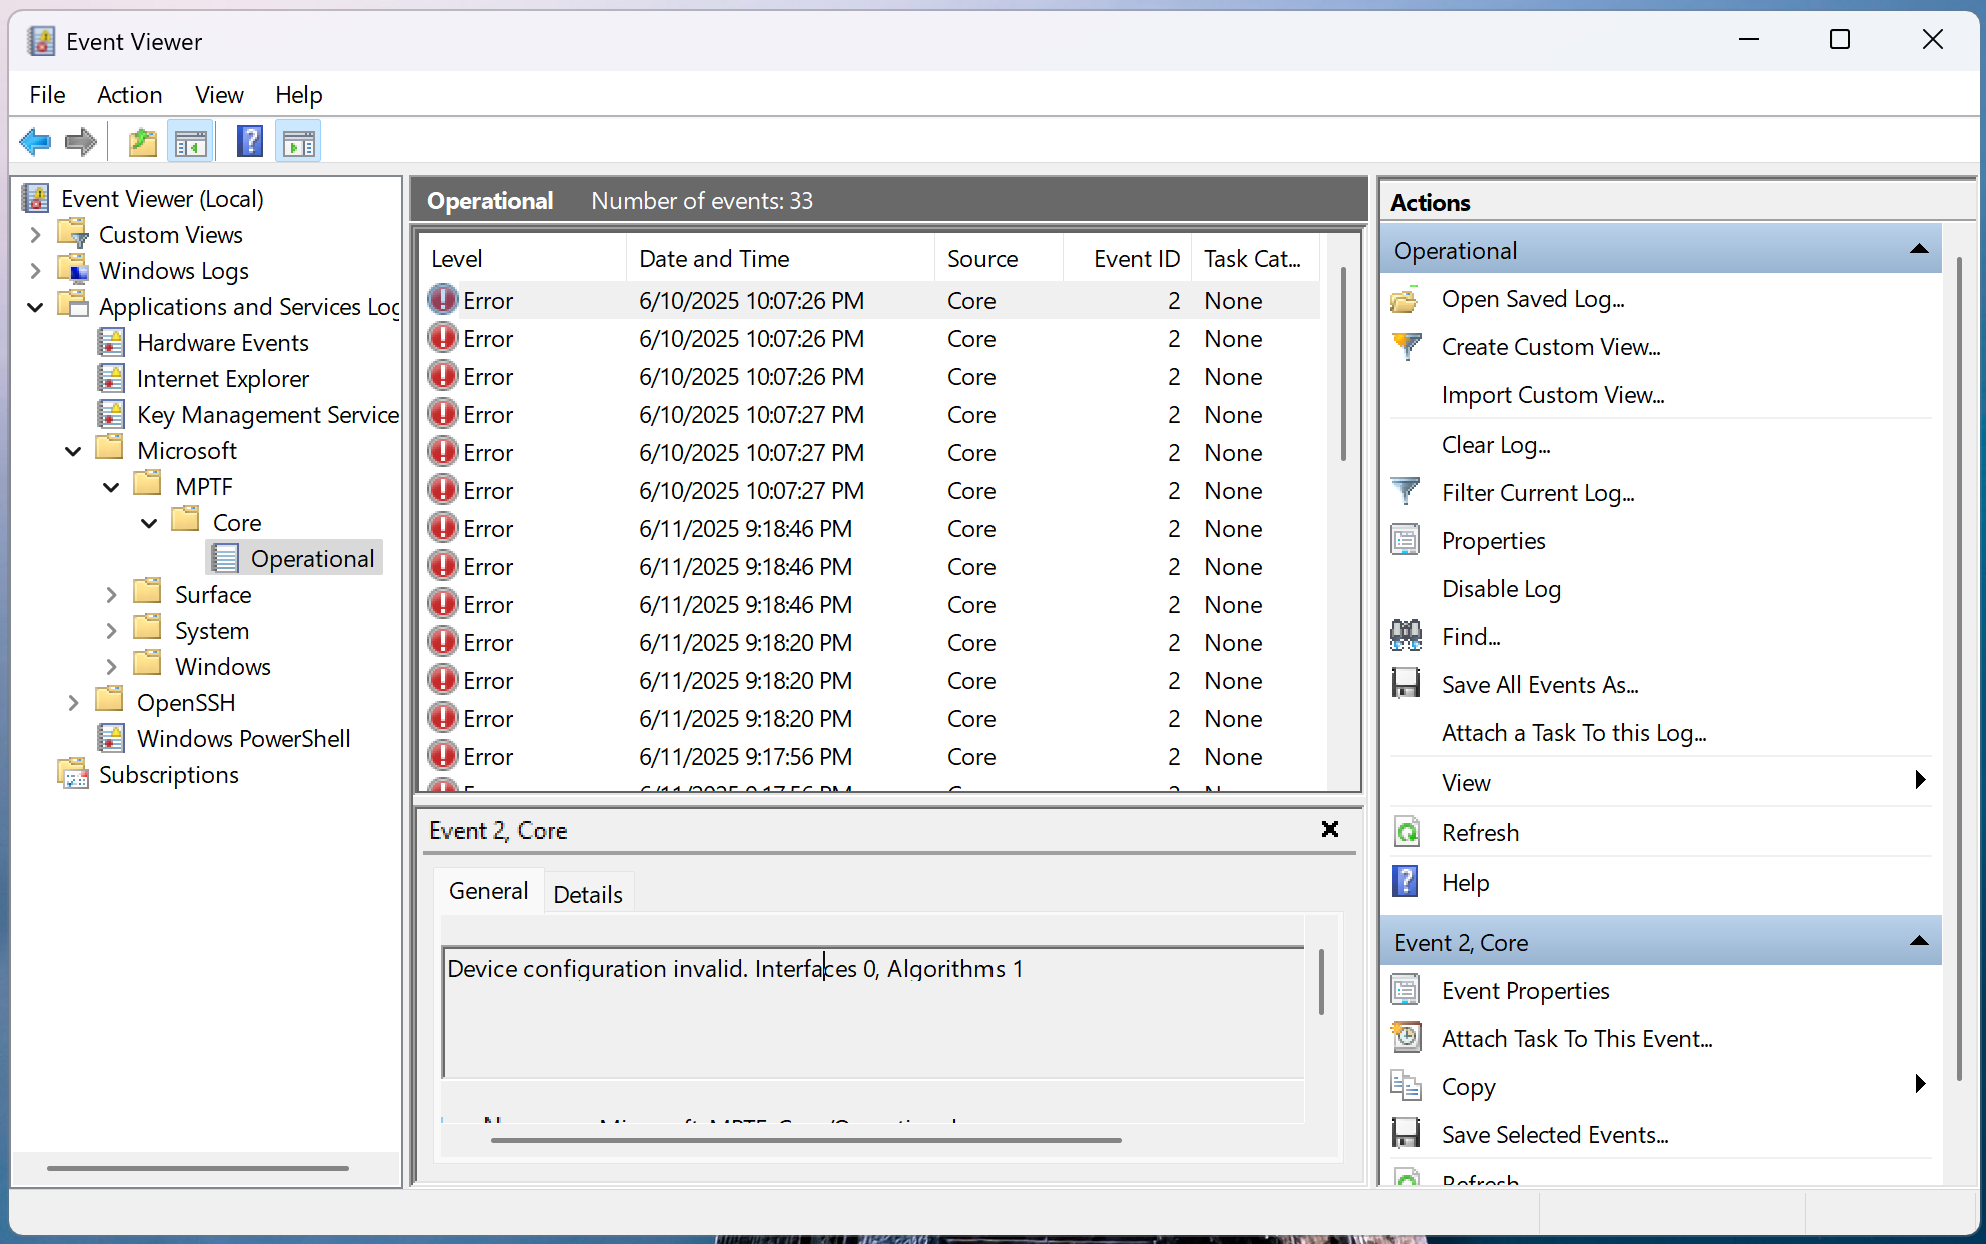 Event Viewer
File Action View Help
Event Viewer (Local)
Custom Views
Windows Logs
Applications and Services Log
Hardware Events
Internet Explorer
Key Management Service
Microsoft
MPTF
Core
Operational
Surface
System
Windows
OpenSSH
Windows PowerShell
Subscriptions
Operational Number of events: 33
Level Date and Time Source Event ID Task Cat...
Error 6/10/2025 10:07:26 PM Core 2 None
Error 6/10/2025 10:07:26 PM Core 2 None
Error 6/10/2025 10:07:26 PM Core 2 None
Error 6/10/2025 10:07:27 PM Core 2 None
Error 6/10/2025 10:07:27 PM Core 2 None
Error 6/10/2025 10:07:27 PM Core 2 None
Error 6/11/2025 9:18:46 PM Core 2 None
Error 6/11/2025 9:18:46 PM Core 2 None
Error 6/11/2025 9:18:46 PM Core 2 None
Error 6/11/2025 9:18:20 PM Core 2 None
Error 6/11/2025 9:18:20 PM Core 2 None
Error 6/11/2025 9:18:20 PM Core 2 None
Error 6/11/2025 9:17:56 PM Core 2 None
Event 2, Core
General Details
Device configuration invalid. Interfaces 0, Algorithms 1
Actions
Operational
Open Saved Log...
Create Custom View...
Import Custom View...
Clear Log...
Filter Current Log...
Properties
Disable Log
Find...
Save All Events As...
Attach a Task To this Log...
View
Refresh
Help
Event 2, Core
Event Properties
Attach Task To This Event...
Copy
Save Selected Events...
Refresh